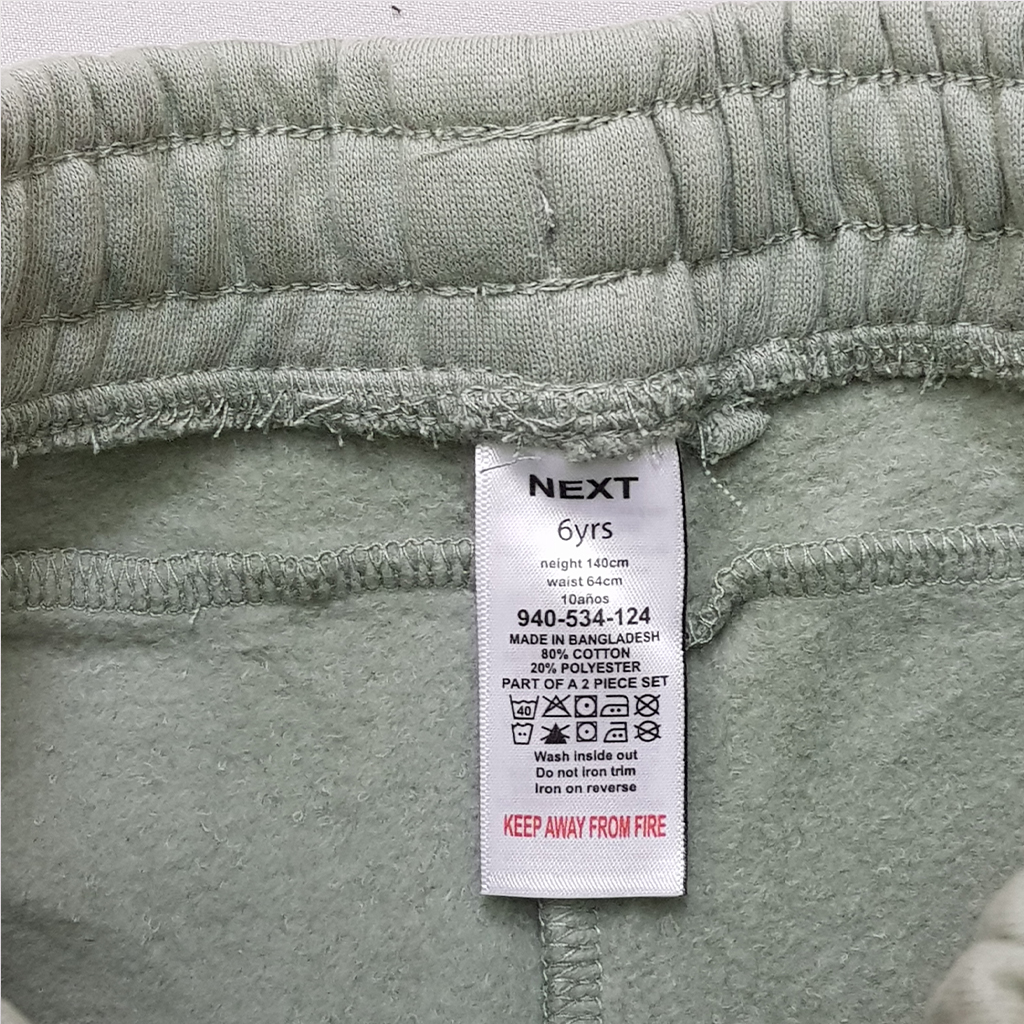 NEXT
6yrs
neight 140cm
waist 64cm
10años
940-534-124
MADE IN BANGLADESH
80% COTTON
20% POLYESTER
PART OF A 2 PIECE SET
40
Wash inside out
Do not iron trim
Iron on reverse
KEEP AWAY FROM FIRE